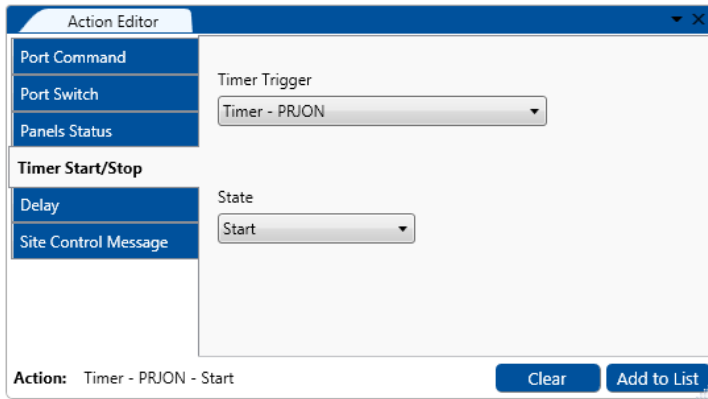 Action Editor
Port Command
Port Switch
Panels Status
Timer Start/Stop
Delay
Site Control Message
Timer Trigger
Timer - PRJON
State
Start
Action: Timer - PRJON - Start
Clear
Add to List